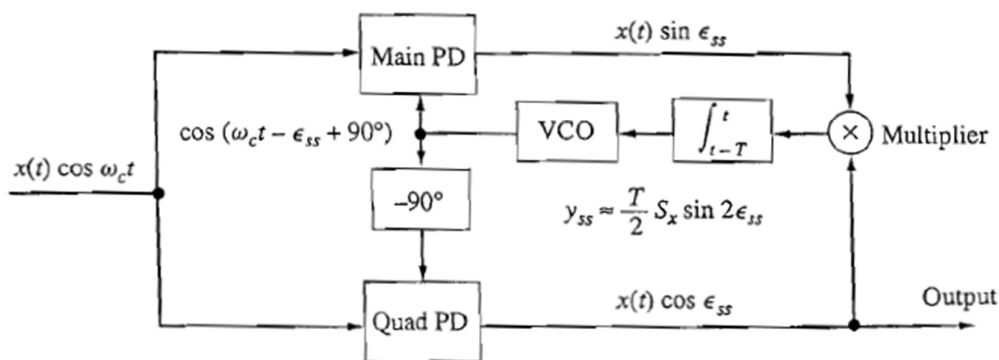 x(t) sin ϵ_ss
Main PD
cos (ω_c t − ϵ_ss + 90°)
VCO
∫_{t−T}^{t}
×
Multiplier
x(t) cos ω_c t
−90°
y_ss ≈ T/2 S_x sin 2ϵ_ss
x(t) cos ϵ_ss
Output
Quad PD